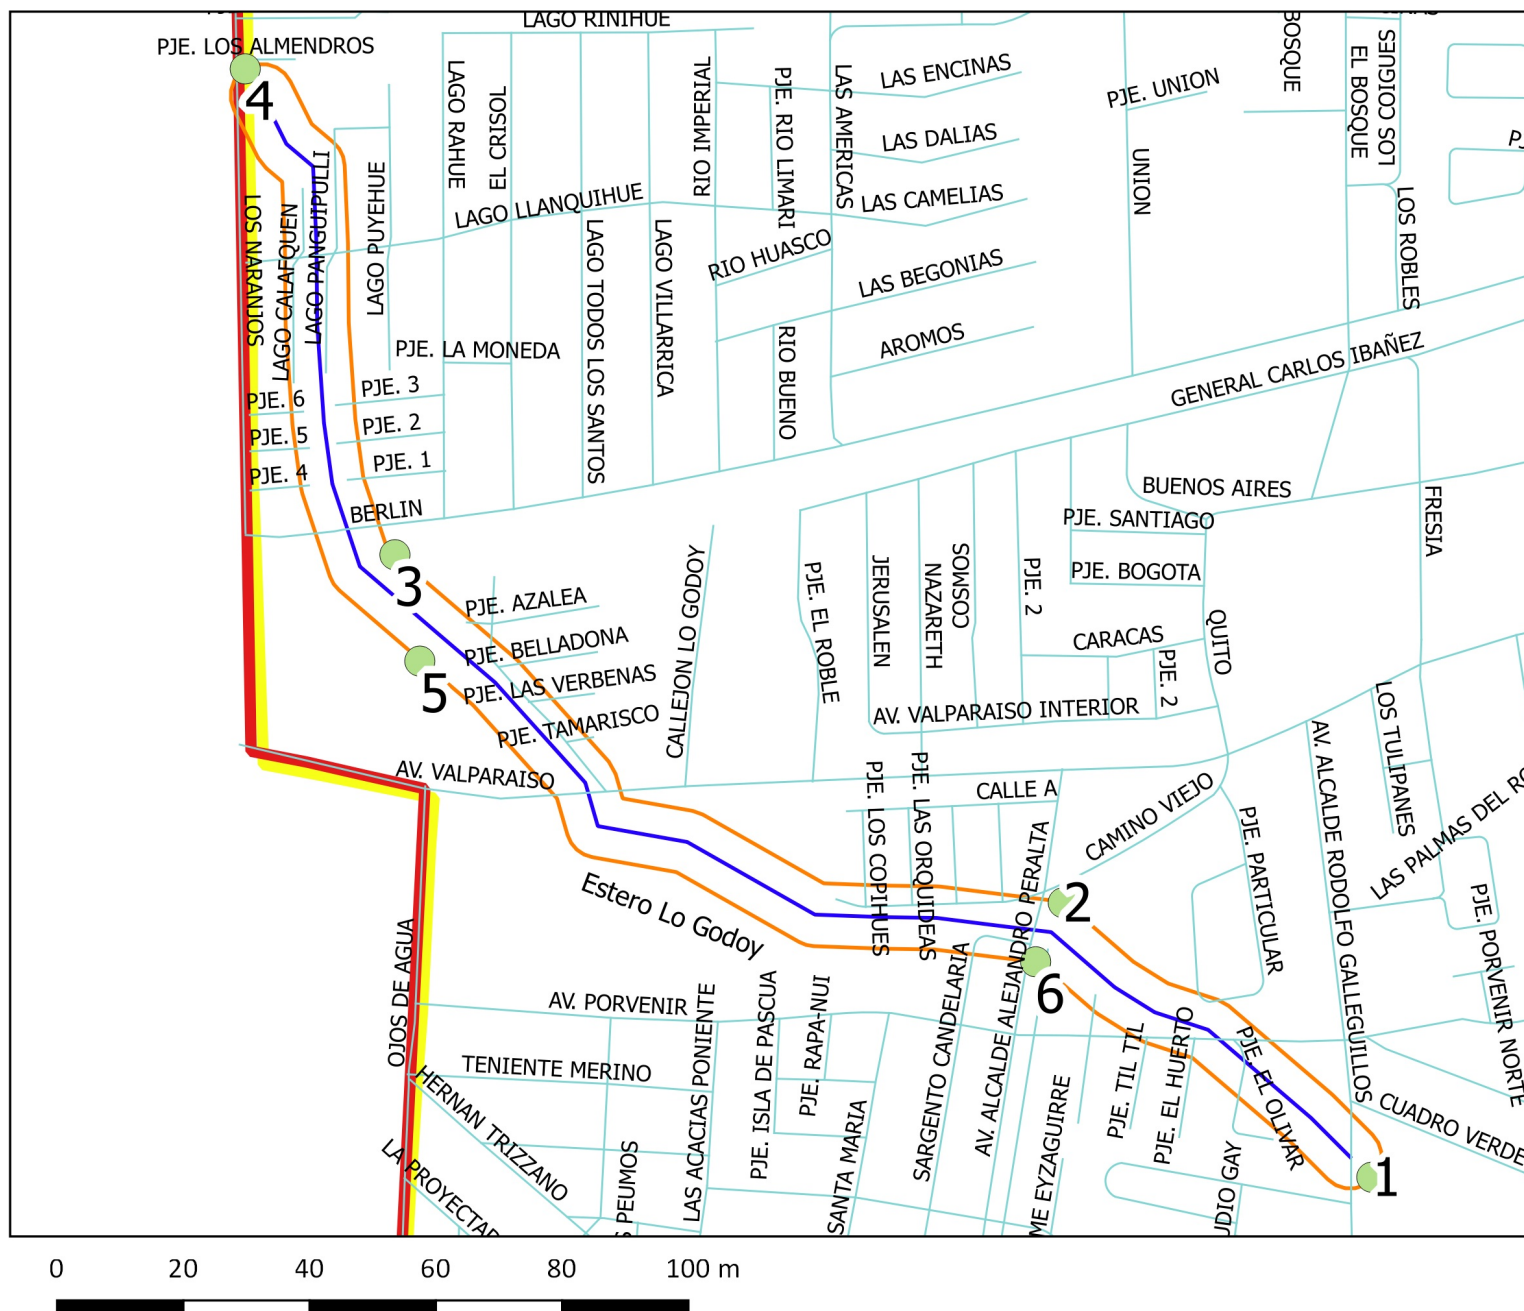 LAGO RIÑIHUE
PJE. LOS ALMENDROS
4
LAGO RAHUE
EL CRISOL
RIO IMPERIAL
PJE. RIO LIMARI
LAS AMERICAS
LAS ENCINAS
PJE. UNION
BOSQUE
EL BOSQUE
LOS COIGUES
LAS DALIAS
UNION
LAS CAMELIAS
LOS ROBLES
LAGO PANGUIPULLI
LAGO PUYEHUE
LAGO LLANQUIHUE
LOS NARANJOS
LAGO CALAFQUEN
LAGO TODOS LOS SANTOS
LAGO VILLARRICA
RIO HUASCO
LAS BEGONIAS
AROMOS
RIO BUENO
PJE. LA MONEDA
GENERAL CARLOS IBAÑEZ
PJE. 3
PJE. 6
PJE. 2
PJE. 5
PJE. 1
PJE. 4
BERLIN
BUENOS AIRES
PJE. SANTIAGO
FRESIA
3
PJE. AZALEA
CALLEJON LO GODOY
PJE. EL ROBLE
JERUSALEN
NAZARETH
COSMOS
PJE. 2
PJE. BOGOTA
QUITO
CARACAS
PJE. 2
PJE. BELLADONA
5
PJE. LAS VERBENAS
PJE. TAMARISCO
AV. VALPARAISO INTERIOR
AV. VALPARAISO
LOS TULIPANES
AV. ALCALDE RODOLFO GALLEGUILLOS
PJE. LOS COPIHUES
PJE. LAS ORQUIDEAS
CALLE A
CAMINO VIEJO
PJE. PARTICULAR
LAS PALMAS DEL RO
Estero Lo Godoy
2
AV. ALCALDE ALEJANDRO PERALTA
6
OJOS DE AGUA
AV. PORVENIR
PJE. PORVENIR NORTE
TENIENTE MERINO
LAS ACACIAS PONIENTE
PJE. ISLA DE PASCUA
PJE. RAPA-NUI
SARGENTO CANDELARIA
PJE. TIL TIL
PJE. EL HUERTO
PJE. EL OLIVAR
HERNAN TRIZZANO
SANTA MARIA
ME EYZAGUIRRE
CUADRO VERDE
LA PROYECTAD
S PEUMOS
UDIO GAY
1
0 20 40 60 80 100 m